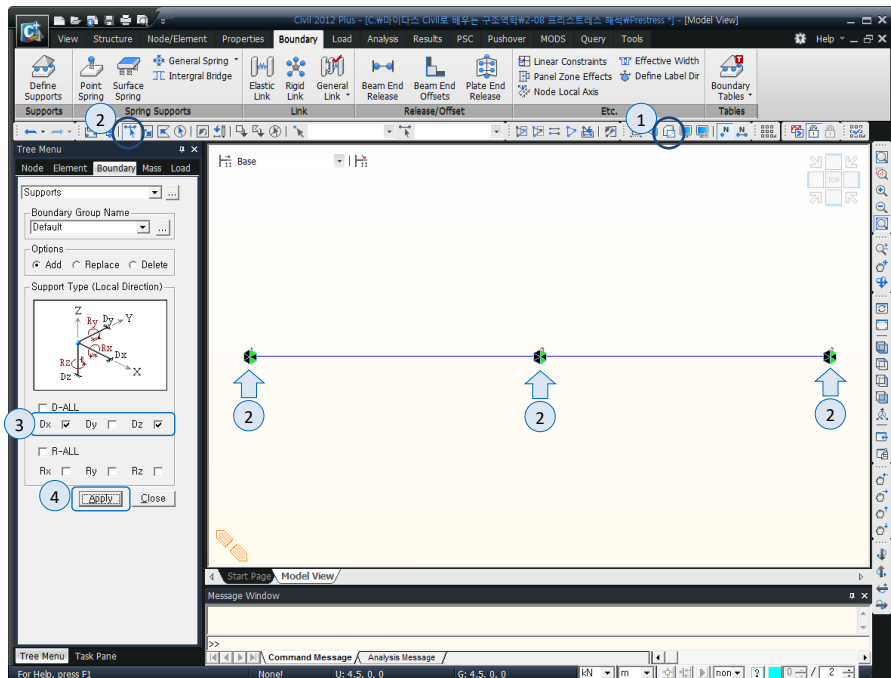 Civil 2012 Plus - [C:₩마이다스 Civil로 배우는 구조역학₩2-08 프리스트레스 해석₩Prestress *] - [Model View]
View Structure Node/Element Properties Boundary Load Analysis Results PSC Pushover MODS Query Tools Help
Define Supports
Point Spring
Surface Spring
General Spring
Intergral Bridge
Elastic Link
Rigid Link
General Link
Beam End Release
Beam End Offsets
Plate End Release
Linear Constraints
Panel Zone Effects
Node Local Axis
Effective Width
Define Label Dir
Boundary Tables
Supports Spring Supports Link Release/Offset Etc. Tables
2
1
Tree Menu
Node Element Boundary Mass Load
Supports
...
Boundary Group Name
Default
...
Options
Add Replace Delete
Support Type (Local Direction)
Z
Ry Dy Y
Rx
Dx
Rz
X
Dz
D-ALL
3
Dx Dy Dz
R-ALL
Rx Ry Rz
4
Apply Close
Base
TOP
2 2 2
Start Page Model View
Message Window
>>
Command Message Analysis Message
Tree Menu Task Pane
For Help, press F1 None! U: 4.5, 0, 0 G: 4.5, 0, 0 kN m non 0 / 2